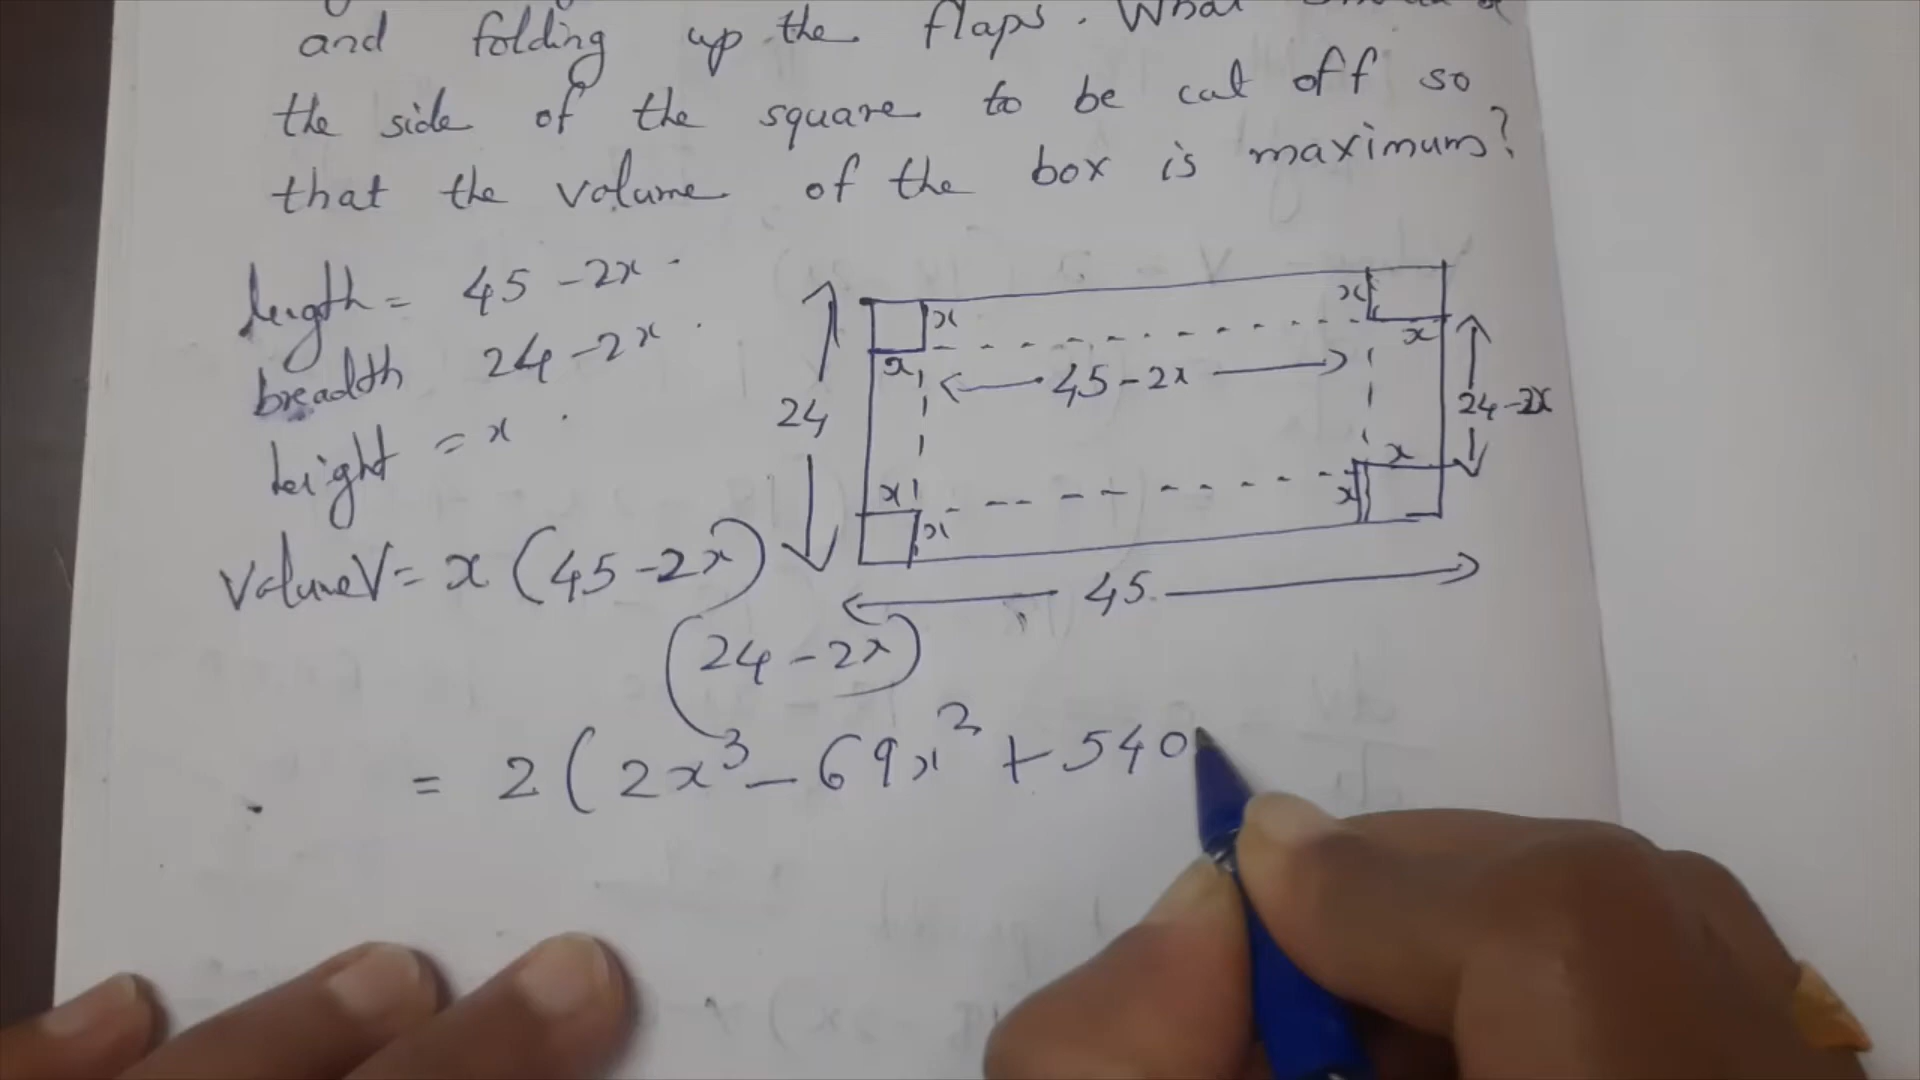 and folding up the flaps. What
the side of the square to be cut off so
that the volume of the box is maximum?
length = 45 - 2x
breadth 24 - 2x
height = x
Volume V = x (45 - 2x)
(24 - 2x)
= 2 ( 2x³ - 69x² + 540
x
x
x
x
45 - 2x
24
24 - 2x
x
x
x
x
45